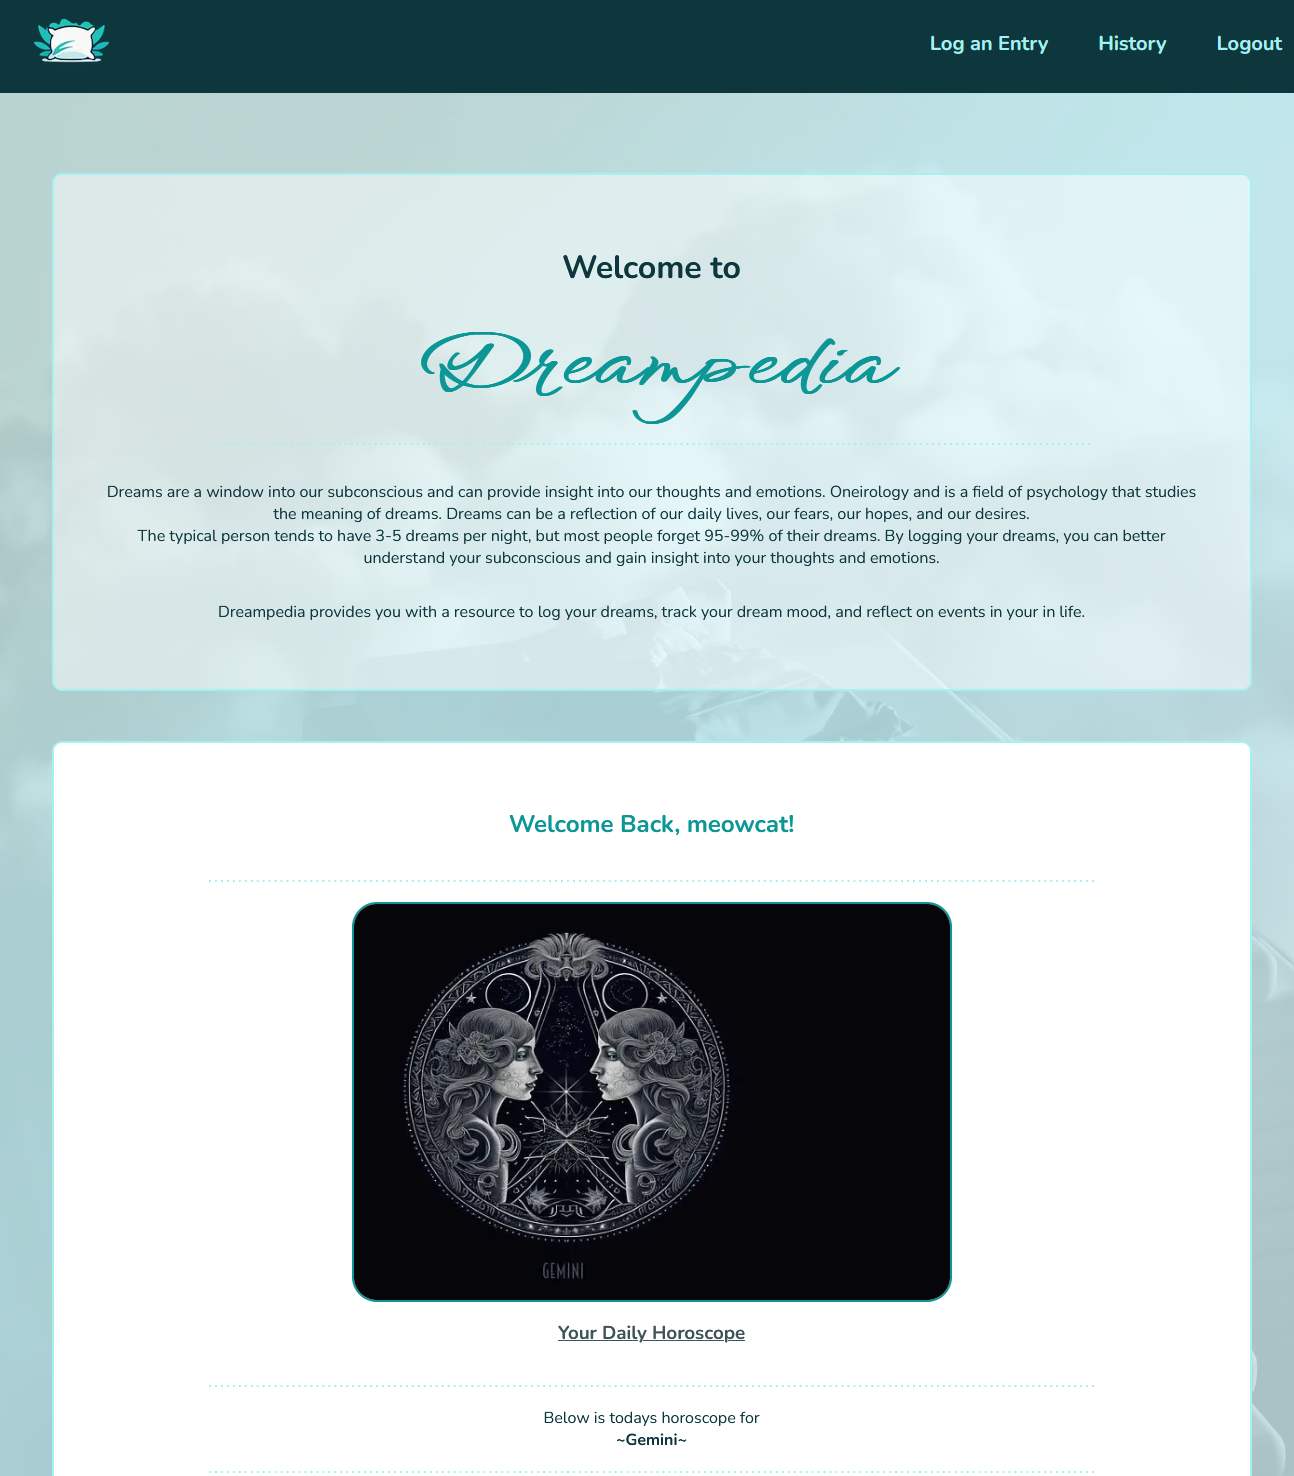 Log an Entry History Logout
Welcome to
Dreampedia
Dreams are a window into our subconscious and can provide insight into our thoughts and emotions. Oneirology and is a field of psychology that studies
the meaning of dreams. Dreams can be a reflection of our daily lives, our fears, our hopes, and our desires.
The typical person tends to have 3-5 dreams per night, but most people forget 95-99% of their dreams. By logging your dreams, you can better
understand your subconscious and gain insight into your thoughts and emotions.
Dreampedia provides you with a resource to log your dreams, track your dream mood, and reflect on events in your in life.
Welcome Back, meowcat!
GEMINI
Your Daily Horoscope
Below is todays horoscope for
~Gemini~